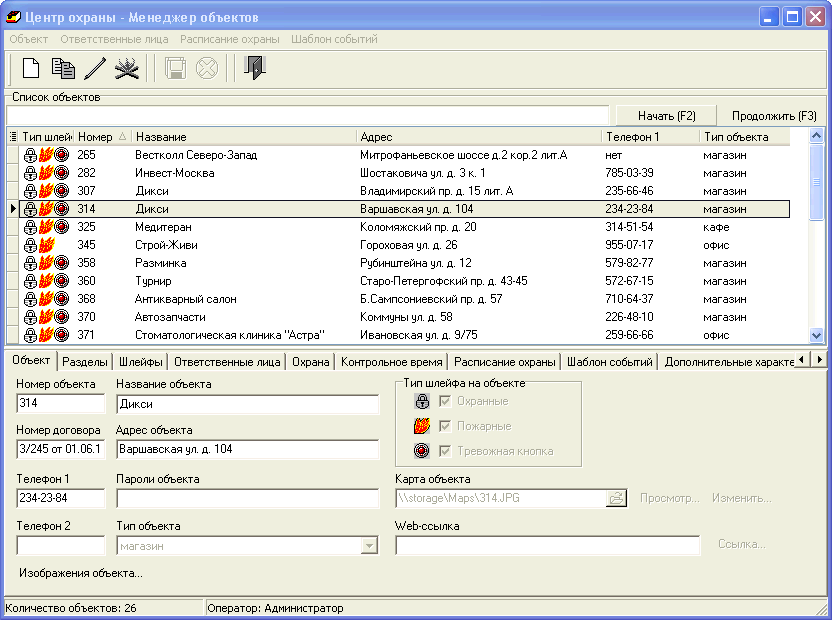 Центр охраны - Менеджер объектов
Объект Ответственные лица Расписание охраны Шаблон событий
Список объектов
Начать (F2) Продолжить (F3)
Тип шлей Номер Название Адрес Телефон 1 Тип объекта
265 Вестколл Северо-Запад Митрофаньевское шоссе д.2 кор.2 лит.А нет магазин
282 Инвест-Москва Шостаковича ул. д. 3 к. 1 785-03-39 магазин
307 Дикси Владимирский пр. д. 15 лит. А 235-66-46 магазин
314 Дикси Варшавская ул. д. 104 234-23-84 магазин
325 Медитеран Коломяжский пр. д. 20 314-51-54 кафе
345 Строй-Живи Гороховая ул. д. 26 955-07-17 офис
358 Разминка Рубинштейна ул. д. 12 579-82-77 магазин
360 Турнир Старо-Петергофский пр. д. 43-45 572-67-15 магазин
368 Антикварный салон Б.Сампсониевский пр. д. 57 710-64-37 магазин
370 Автозапчасти Коммуны ул. д. 58 226-48-10 магазин
371 Стоматологическая клиника "Астра" Ивановская ул. д. 9/75 259-66-66 офис
Объект Разделы Шлейфы Ответственные лица Охрана Контрольное время Расписание охраны Шаблон событий Дополнительные характе
Номер объекта Название объекта Тип шлейфа на объекте
314 Дикси Охранные
Номер договора Адрес объекта Пожарные
3/245 от 01.06.1 Варшавская ул. д. 104 Тревожная кнопка
Телефон 1 Пароли объекта Карта объекта
234-23-84 \\storage\Maps\314.JPG Просмотр... Изменить...
Телефон 2 Тип объекта Web-ссылка
магазин Ссылка...
Изображения объекта...
Количество объектов: 26 Оператор: Администратор